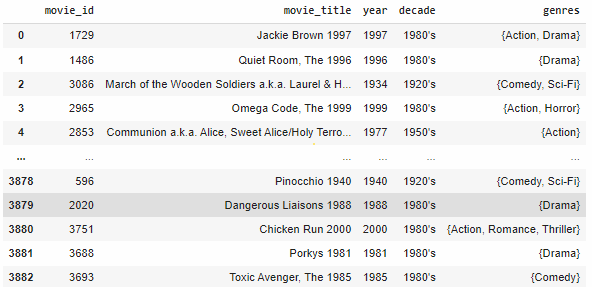 movie_id movie_title year decade genres
0 1729 Jackie Brown 1997 1997 1980's {Action, Drama}
1 1486 Quiet Room, The 1996 1996 1980's {Drama}
2 3086 March of the Wooden Soldiers a.k.a. Laurel & H... 1934 1920's {Comedy, Sci-Fi}
3 2965 Omega Code, The 1999 1999 1980's {Action, Horror}
4 2853 Communion a.k.a. Alice, Sweet Alice/Holy Terro... 1977 1950's {Action}
... ... ... ... ... ...
3878 596 Pinocchio 1940 1940 1920's {Comedy, Sci-Fi}
3879 2020 Dangerous Liaisons 1988 1988 1980's {Drama}
3880 3751 Chicken Run 2000 2000 1980's {Action, Romance, Thriller}
3881 3688 Porkys 1981 1981 1980's {Drama}
3882 3693 Toxic Avenger, The 1985 1985 1980's {Comedy}